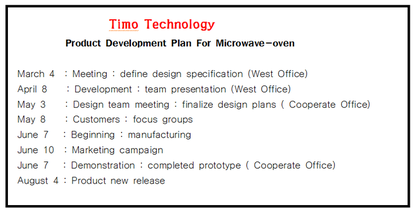 Timo Technology
Product Development Plan For Microwave-oven
March 4 : Meeting : define design specification (West Office)
April 8 : Development : team presentation (West Office)
May 3 : Design team meeting : finalize design plans ( Cooperate Office)
May 8 : Customers : focus groups
June 7 : Beginning : manufacturing
June 10 : Marketing campaign
June 7 : Demonstration : completed prototype ( Cooperate Office)
August 4 : Product new release